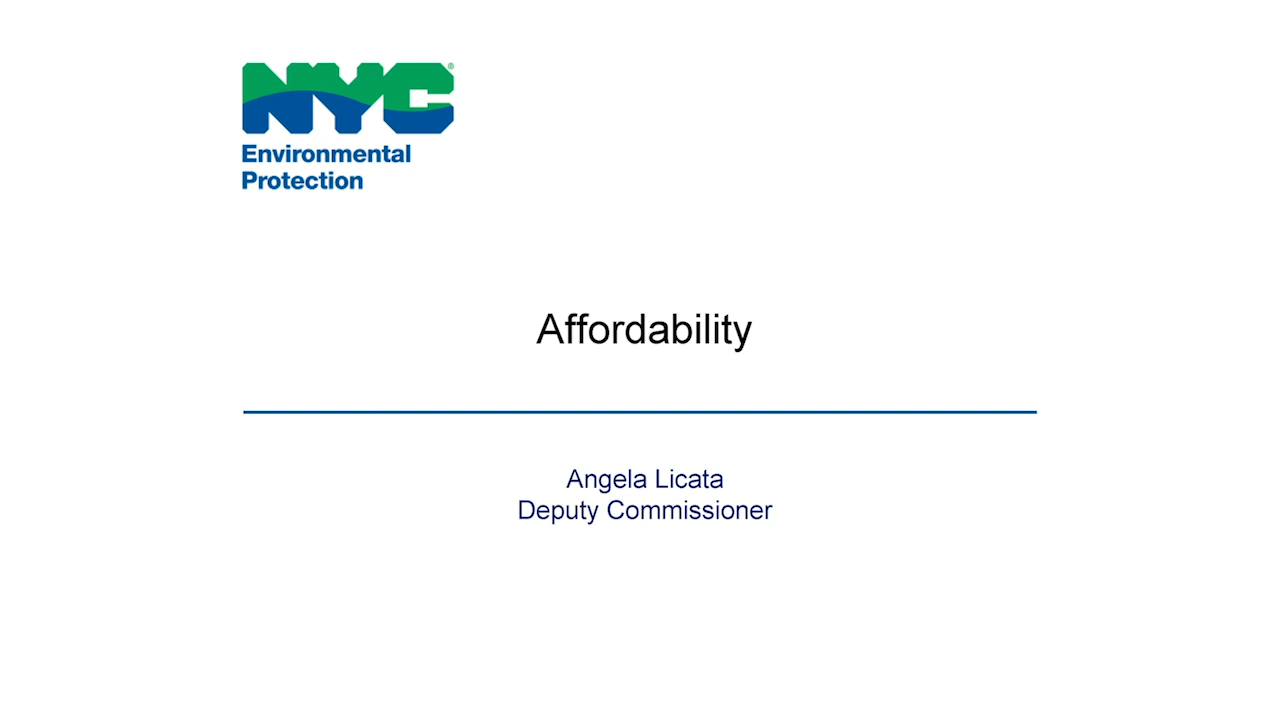 NYC®
Environmental
Protection
Affordability
Angela Licata
Deputy Commissioner